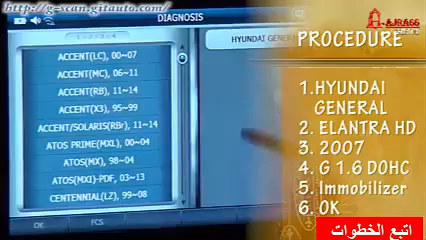 http://g-scan.gitauto.com/
DIAGNOSIS
ACCENT(LC), 00~07
ACCENT(MC), 06~11
ACCENT(RB), 11~14
ACCENT(X3), 95~99
ACCENT/SOLARIS(RBr), 11~14
ATOS PRIME(MXL), 00~04
ATOS(MX), 98~04
ATOS(MXI)-PDF, 03~13
CENTENNIAL(LZ), 99~08
OK
FCS
HYUNDAI GENERA
PROCEDURE
1.HYUNDAI
GENERAL
2. ELANTRA HD
3. 2007
4. G 1.6 DOHC
5. Immobilizer
6. OK
اتبع الخطوات